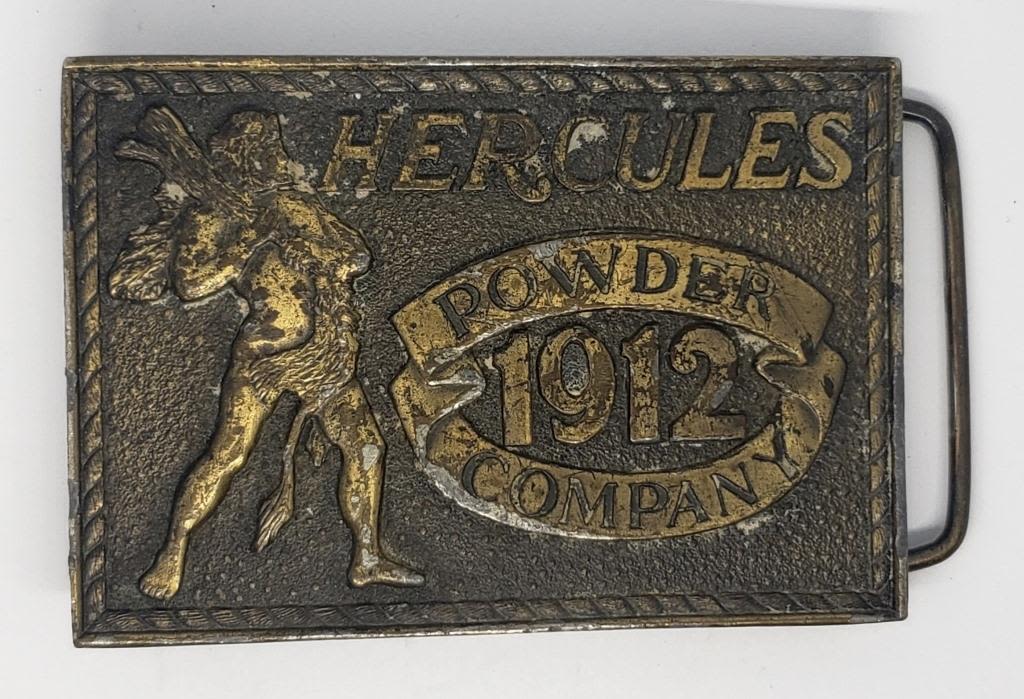 HERCULES
POWDER
1912
COMPANY